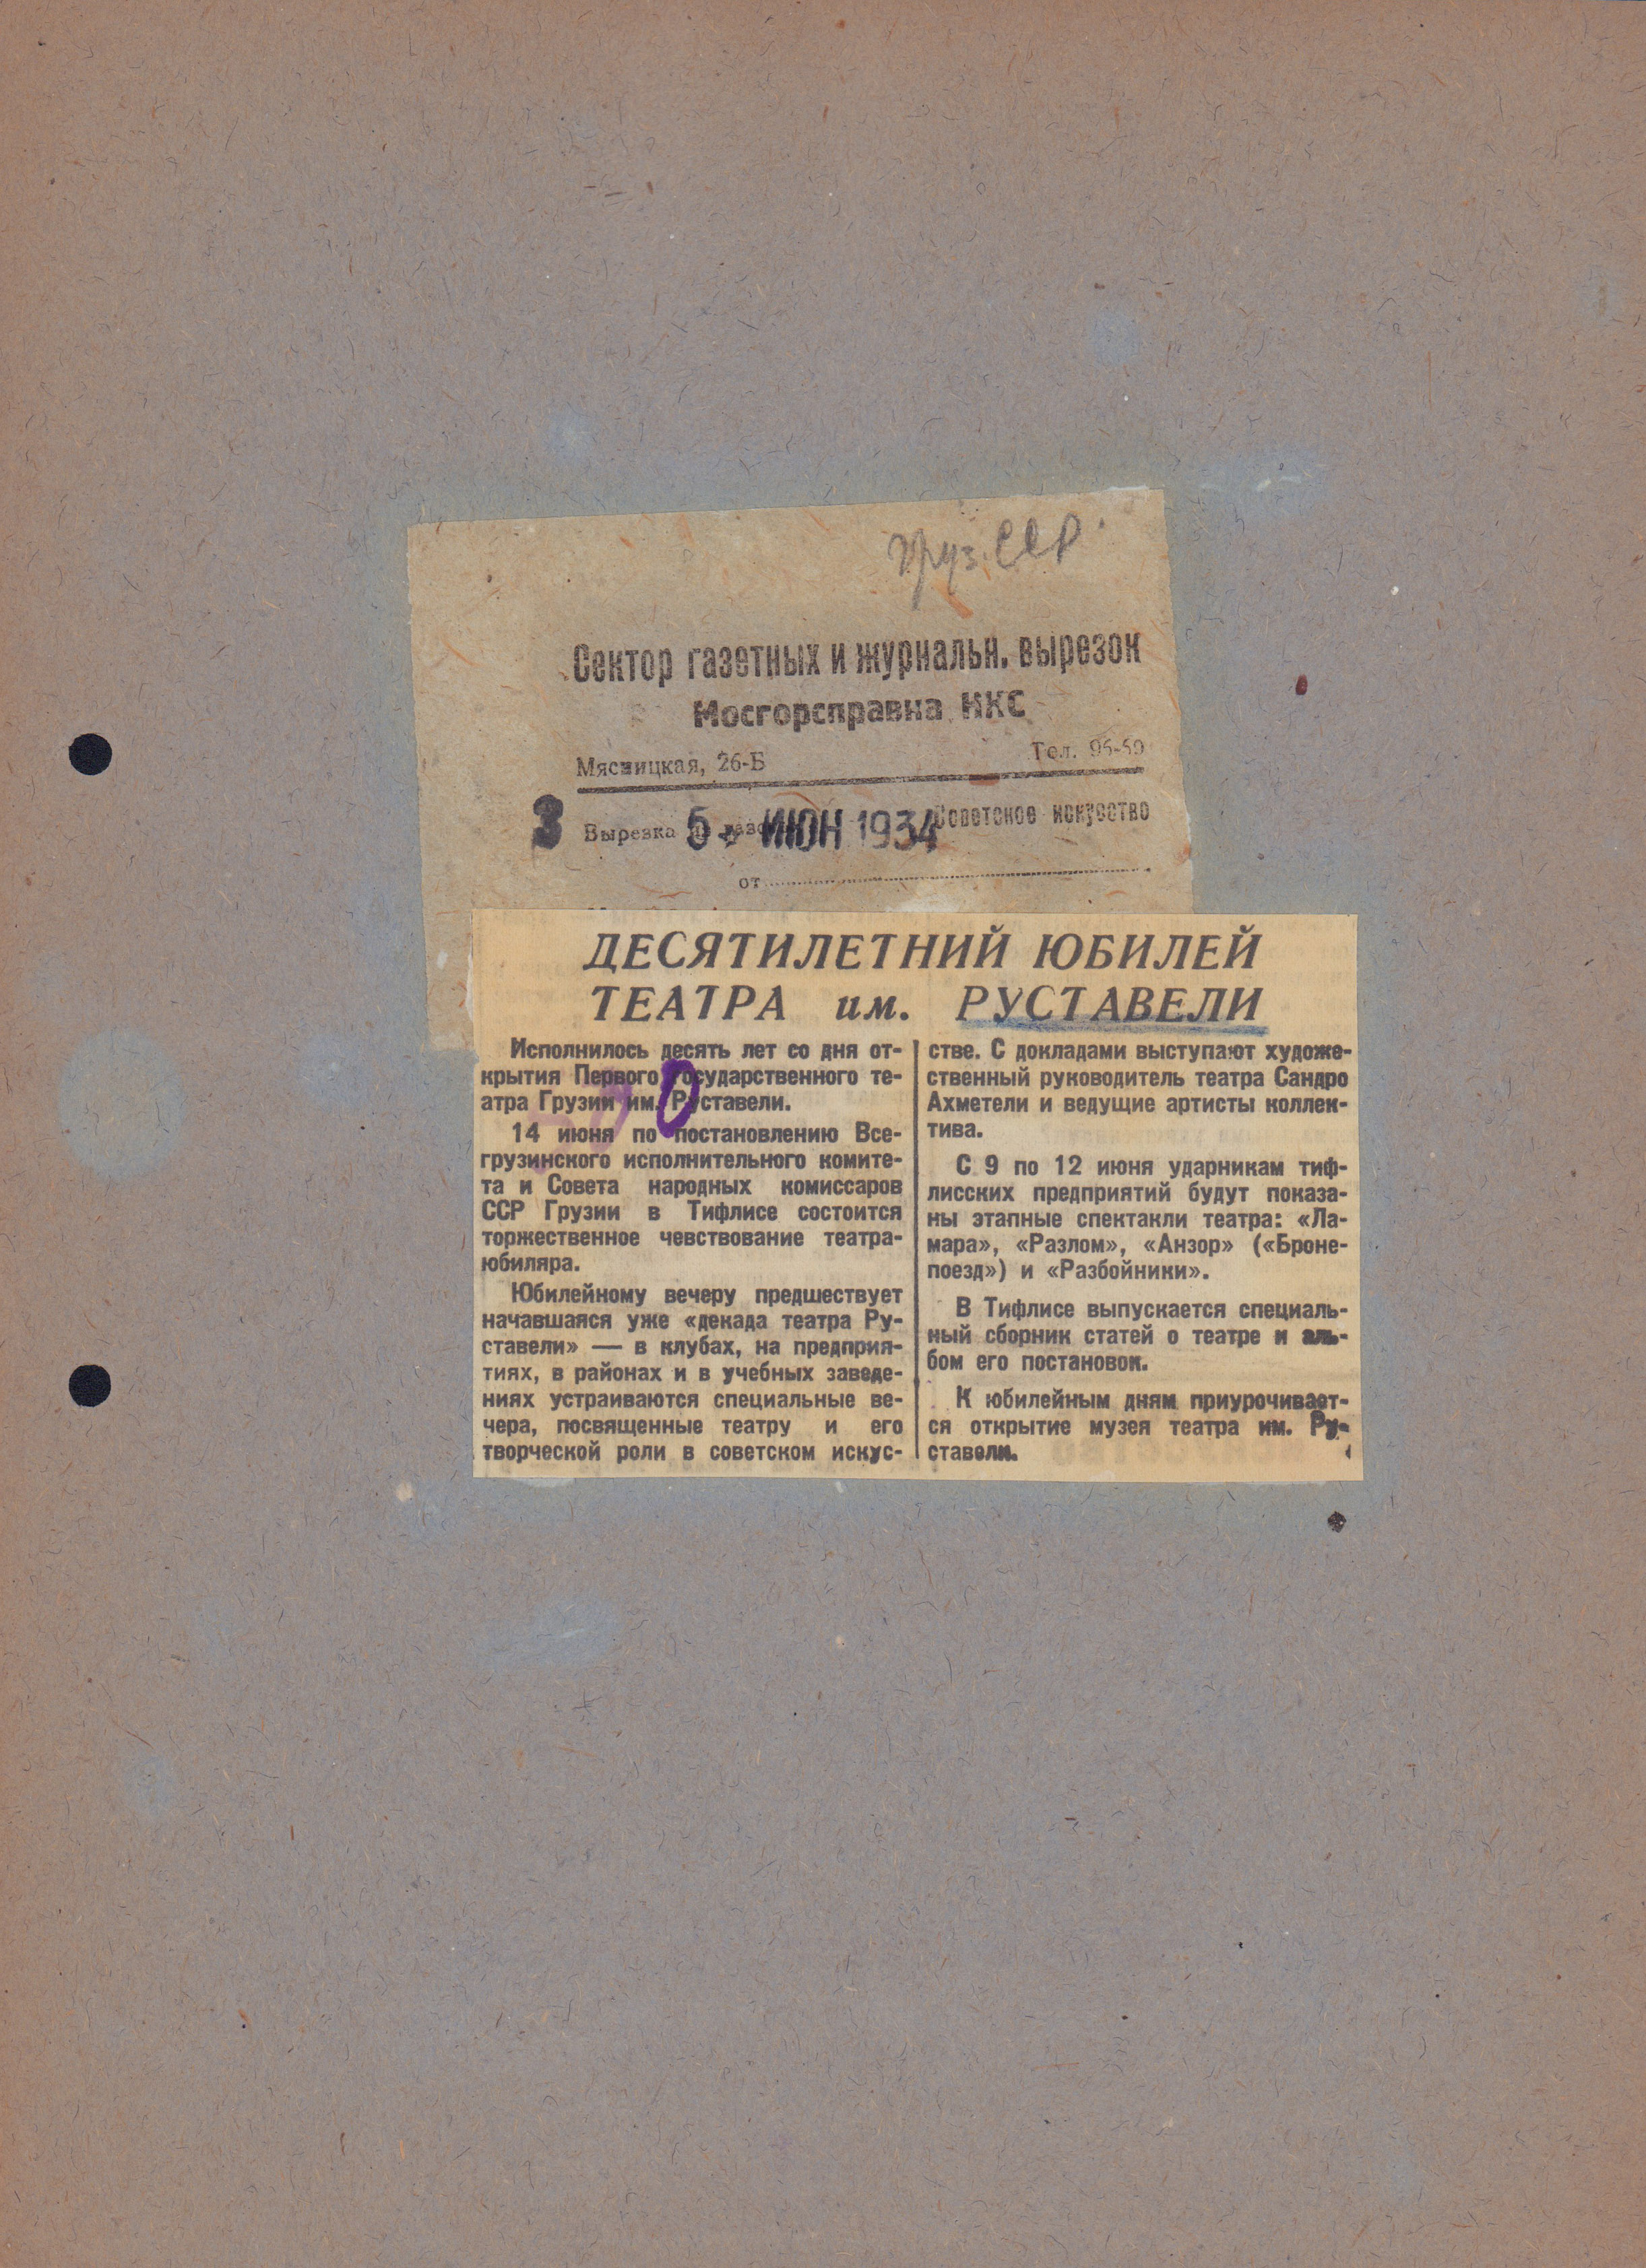 Груз. ССР
Сектор газетных и журнальн. вырезок
Мосгорсправка НКС
Мясницкая, 26-Б Тел. 96-69
3 Вырезка 5 ИЮН 1934 Советское искусство
от
ДЕСЯТИЛЕТНИЙ ЮБИЛЕЙ
ТЕАТРА им. РУСТАВЕЛИ
Исполнилось десять лет со дня от-
крытия Первого государственного те-
атра Грузии им. Руставели.
14 июня по постановлению Все-
грузинского исполнительного комите-
та и Совета народных комиссаров
ССР Грузии в Тифлисе состоится
торжественное чевствование театра-
юбиляра.
Юбилейному вечеру предшествует
начавшаяся уже «декада театра Ру-
ставели» — в клубах, на предприя-
тиях, в районах и в учебных заведе-
ниях устраиваются специальные ве-
чера, посвященные театру и его
творческой роли в советском искус-
стве. С докладами выступают художе-
ственный руководитель театра Сандро
Ахметели и ведущие артисты коллек-
тива.
С 9 по 12 июня ударникам тиф-
лисских предприятий будут показа-
ны этапные спектакли театра: «Ла-
мара», «Разлом», «Анзор» («Броне-
поезд») и «Разбойники».
В Тифлисе выпускается специаль-
ный сборник статей о театре и аль-
бом его постановок.
К юбилейным дням приурочивает-
ся открытие музея театра им. Ру-
ставели.